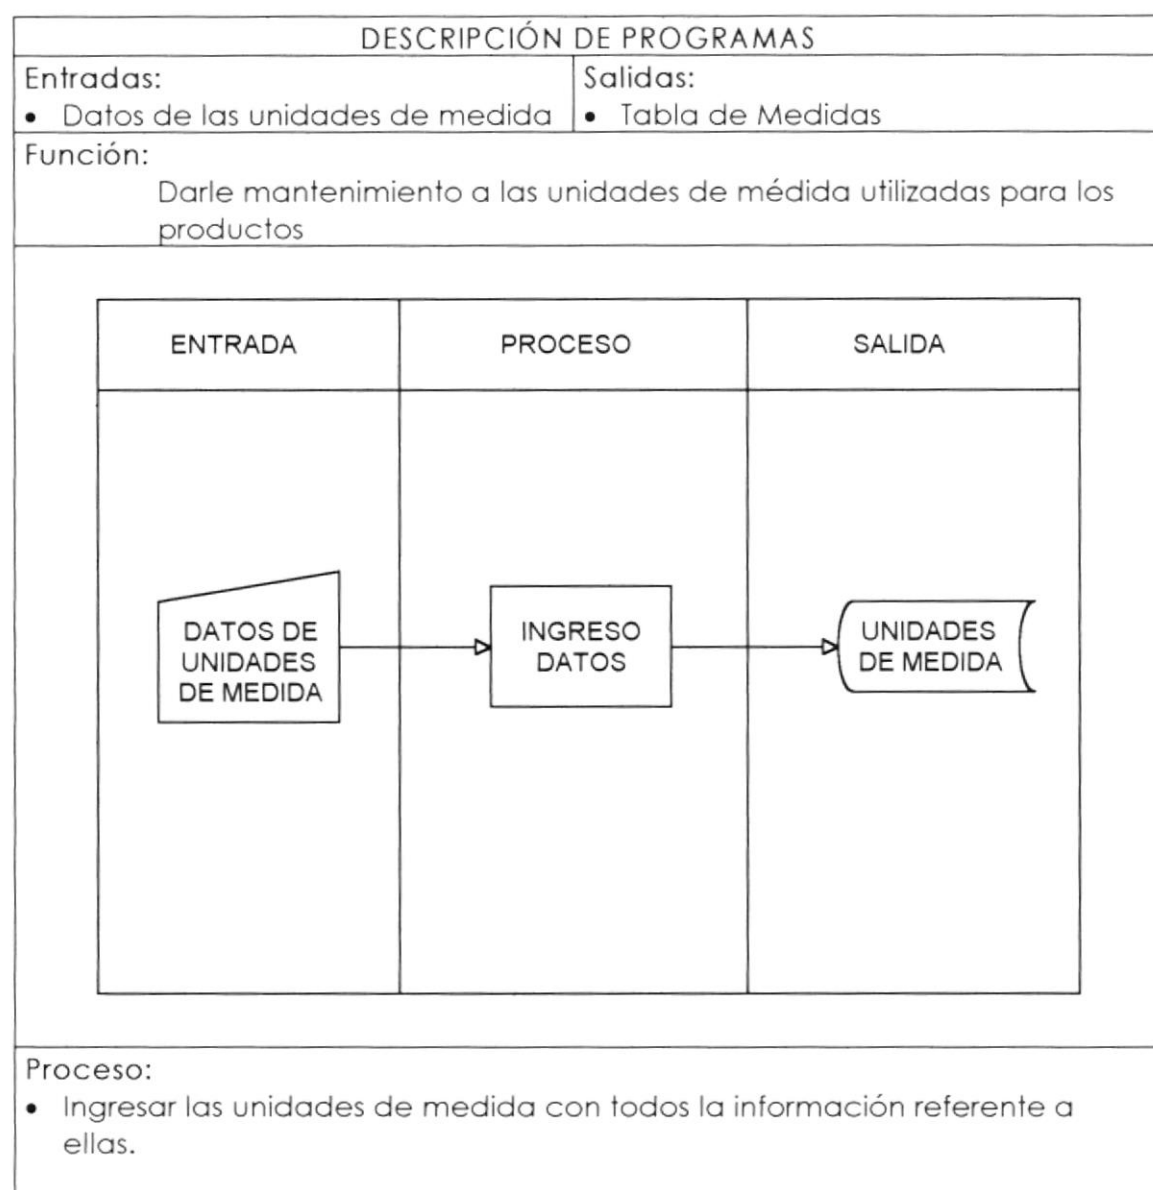 DESCRIPCIÓN DE PROGRAMAS
Entradas:
• Datos de las unidades de medida
Salidas:
• Tabla de Medidas
Función:
Darle mantenimiento a las unidades de médida utilizadas para los
productos
ENTRADA
PROCESO
SALIDA
DATOS DE
UNIDADES
DE MEDIDA
INGRESO
DATOS
UNIDADES
DE MEDIDA
Proceso:
• Ingresar las unidades de medida con todos la información referente a
ellas.